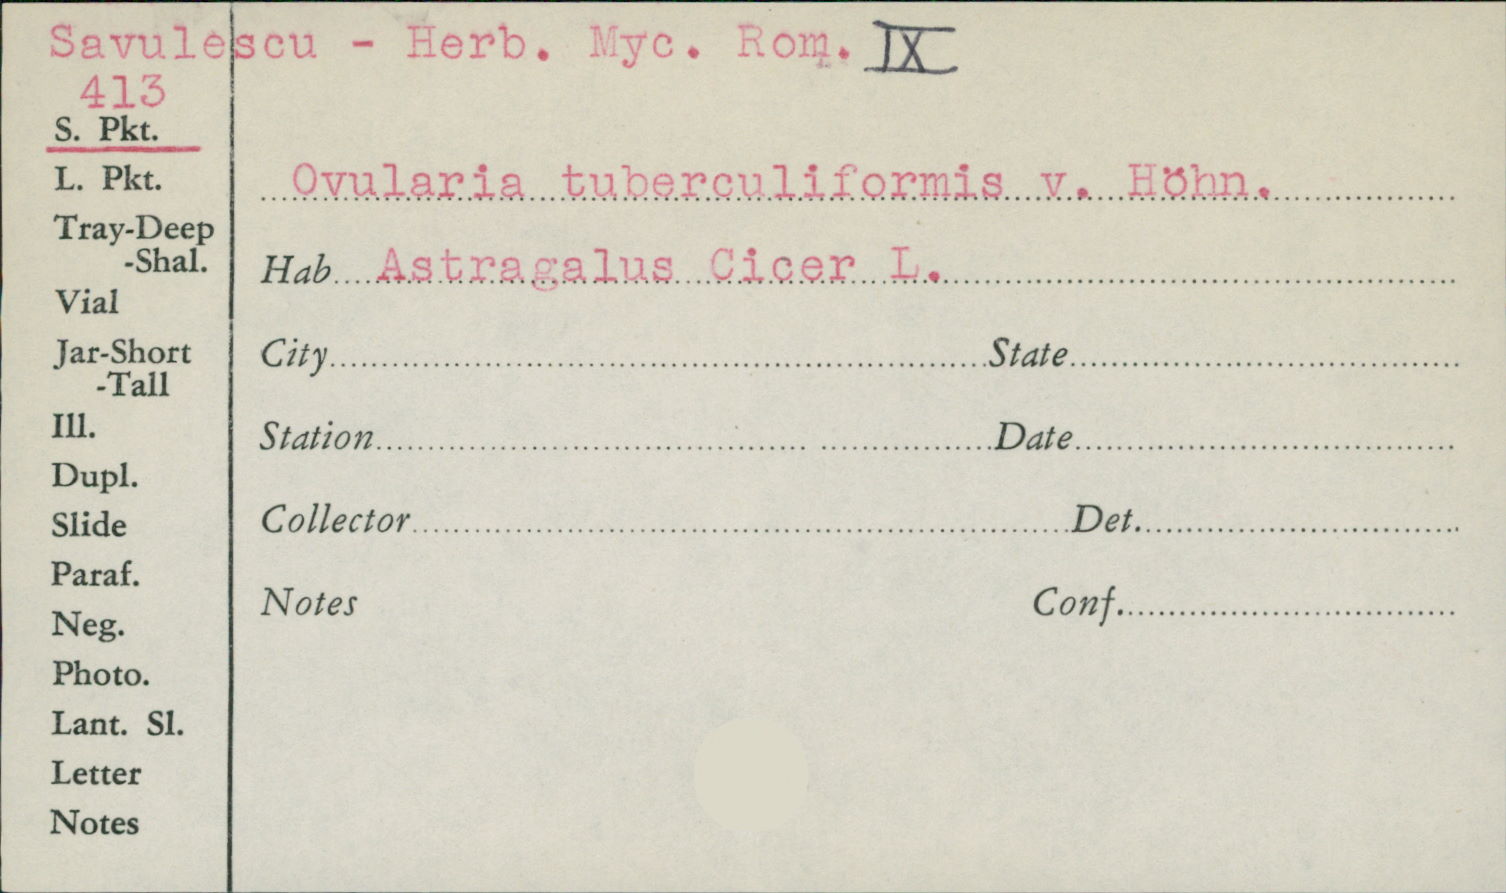 Savulescu - Herb. Myc. Rom. IX
413
S. Pkt.
L. Pkt.
Tray-Deep
-Shal.
Vial
Jar-Short
-Tall
Ill.
Dupl.
Slide
Paraf.
Neg.
Photo.
Lant. Sl.
Letter
Notes
Ovularia tuberculiformis v. Höhn.
Hab Astragalus Cicer L.
City State
Station Date
Collector Det.
Notes Conf.